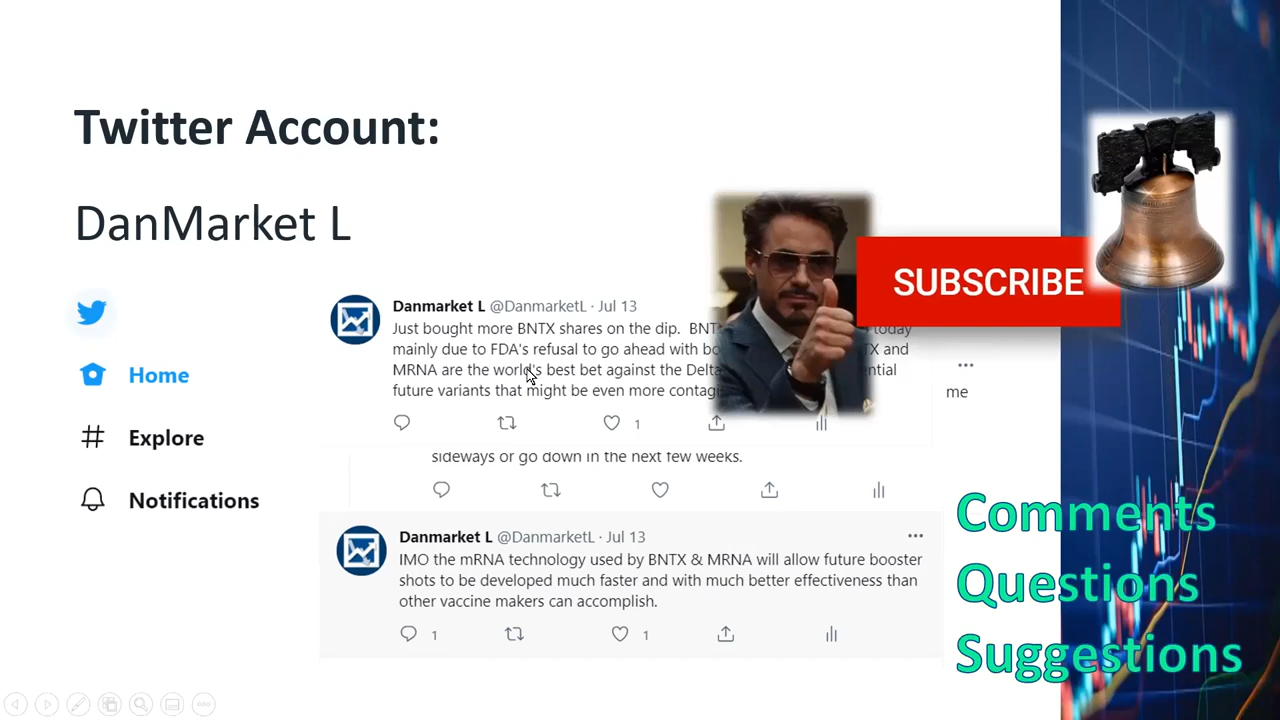 Twitter Account:
DanMarket L
Home
Explore
Notifications
Danmarket L @DanmarketL · Jul 13
Just bought more BNTX shares on the dip. BNT today
mainly due to FDA's refusal to go ahead with bo TX and
MRNA are the world's best bet against the Delta ential
future variants that might be even more contagi
1
me
sideways or go down in the next few weeks.
Danmarket L @DanmarketL · Jul 13
IMO the mRNA technology used by BNTX & MRNA will allow future booster
shots to be developed much faster and with much better effectiveness than
other vaccine makers can accomplish.
1 1
SUBSCRIBE
Comments
Questions
Suggestions